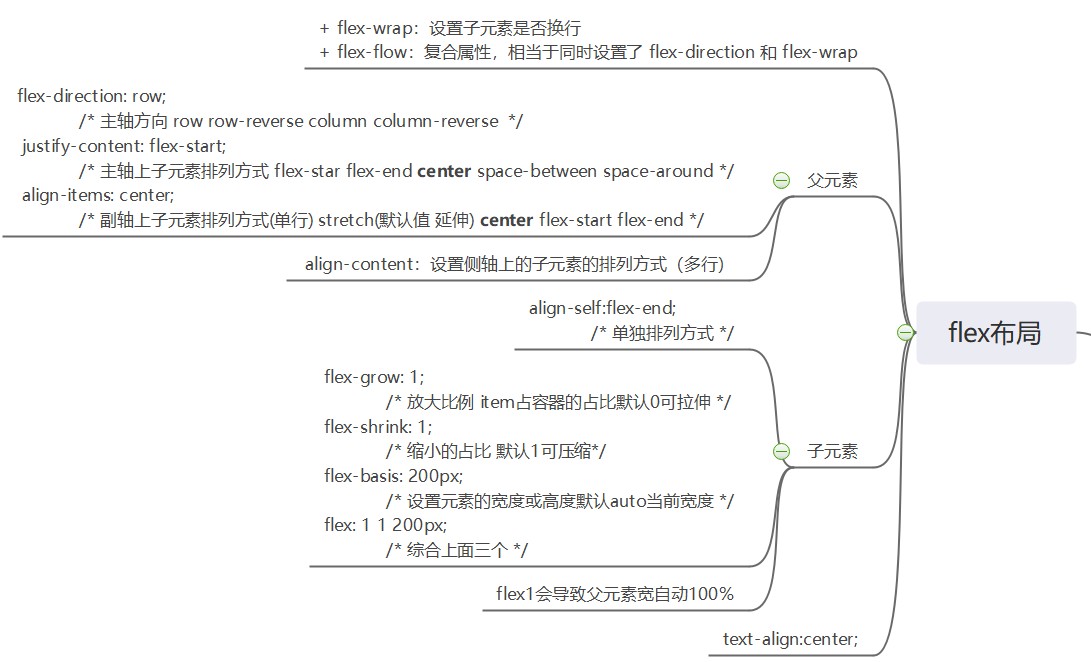 + flex-wrap：设置子元素是否换行
+ flex-flow：复合属性，相当于同时设置了 flex-direction 和 flex-wrap
flex-direction: row;
/* 主轴方向 row row-reverse column column-reverse */
justify-content: flex-start;
/* 主轴上子元素排列方式 flex-star flex-end center space-between space-around */
align-items: center;
/* 副轴上子元素排列方式(单行) stretch(默认值 延伸) center flex-start flex-end */
父元素
align-content：设置侧轴上的子元素的排列方式（多行）
align-self:flex-end;
/* 单独排列方式 */
flex布局
flex-grow: 1;
/* 放大比例 item占容器的占比默认0可拉伸 */
flex-shrink: 1;
/* 缩小的占比 默认1可压缩*/
子元素
flex-basis: 200px;
/* 设置元素的宽度或高度默认auto当前宽度 */
flex: 1 1 200px;
/* 综合上面三个 */
flex1会导致父元素宽自动100%
text-align:center;